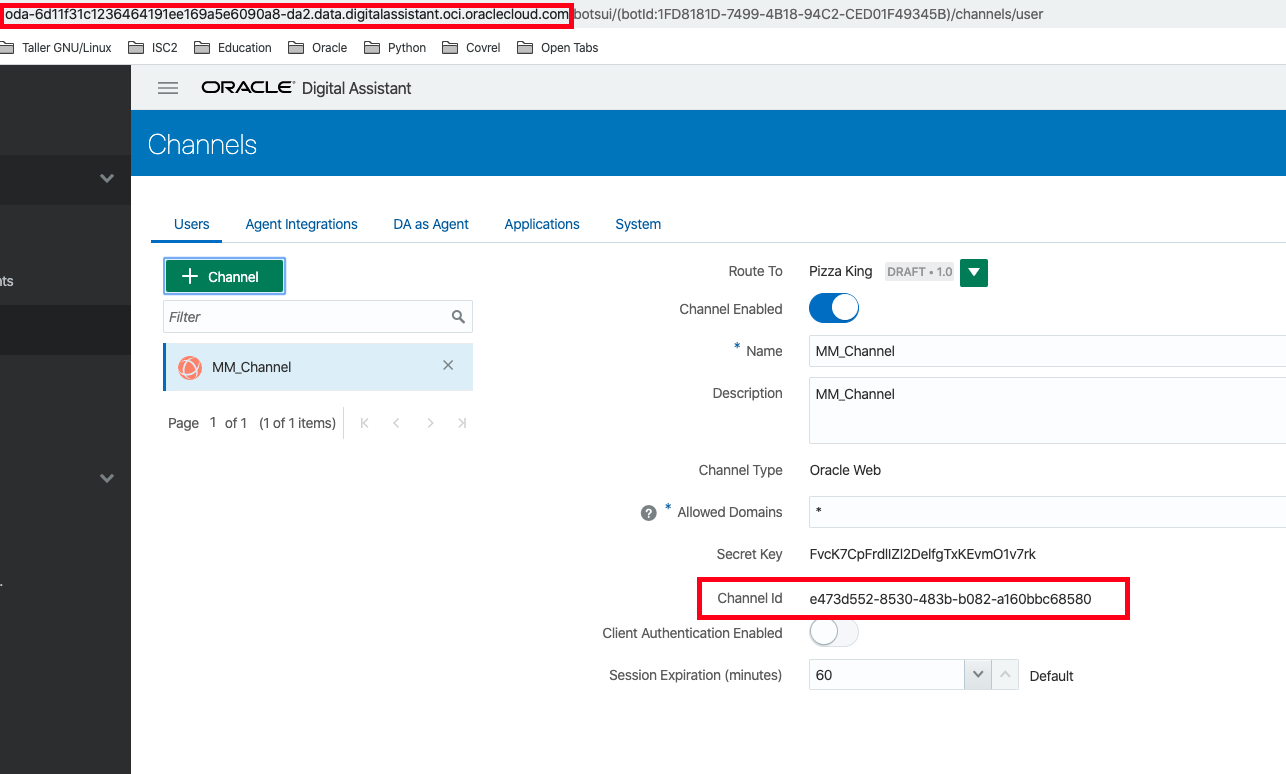 oda-6d11f31c1236464191ee169a5e6090a8-da2.data.digitalassistant.oci.oraclecloud.com/botsui/(botId:1FD8181D-7499-4B18-94C2-CED01F49345B)/channels/user
Taller GNU/Linux ISC2 Education Oracle Python Covrel Open Tabs
ORACLE Digital Assistant
Channels
Users Agent Integrations DA as Agent Applications System
nts
+ Channel
Filter
MM_Channel
Page 1 of 1 (1 of 1 items)
Route To Pizza King DRAFT • 1.0
Channel Enabled
* Name MM_Channel
Description MM_Channel
Channel Type Oracle Web
? * Allowed Domains *
Secret Key
Channel Id e473d552-8530-483b-b082-a160bbc68580
Client Authentication Enabled
Session Expiration (minutes) 60 Default